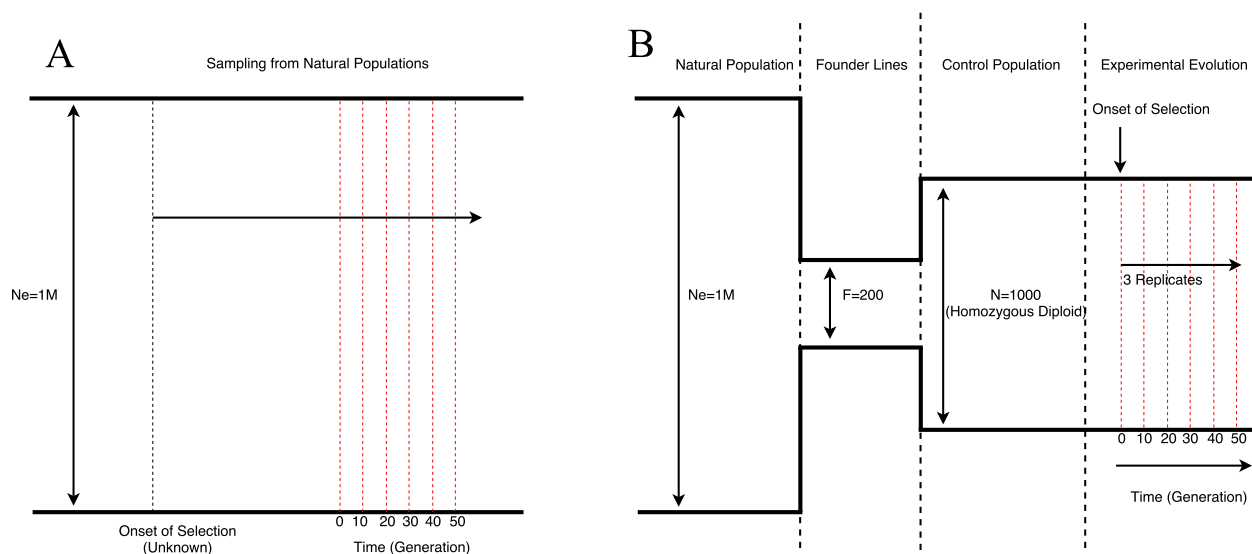 A
Sampling from Natural Populations
Ne=1M
Onset of Selection
(Unknown)
0 10 20 30 40 50
Time (Generation)
B
Natural Population
Founder Lines
Control Population
Experimental Evolution
Onset of Selection
Ne=1M
F=200
N=1000
(Homozygous Diploid)
3 Replicates
0 10 20 30 40 50
Time (Generation)